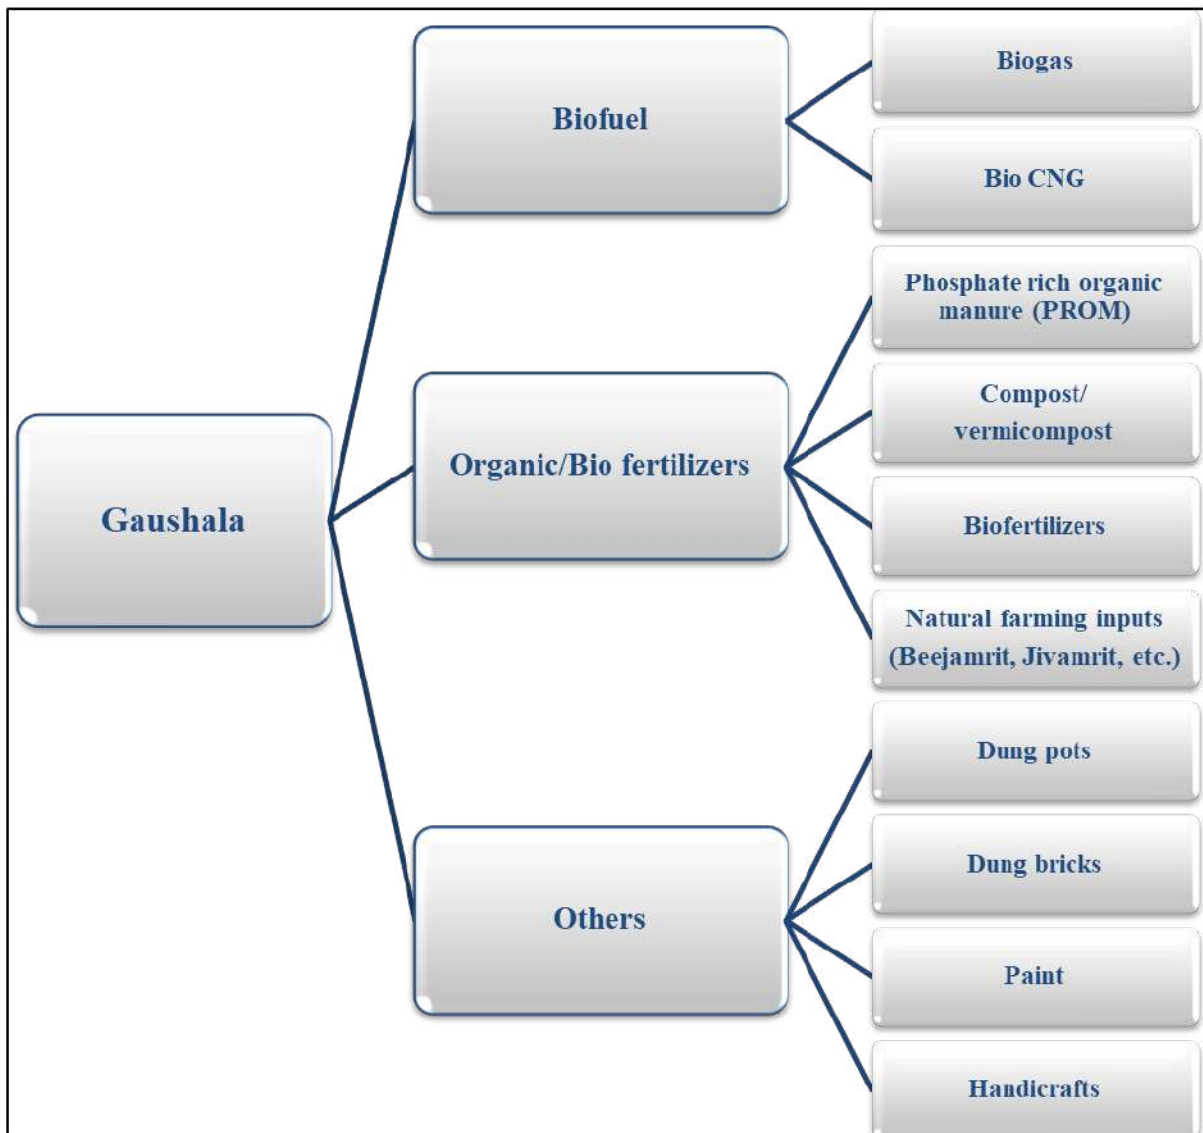 Gaushala
Biofuel
Biogas
Bio CNG
Organic/Bio fertilizers
Phosphate rich organic
manure (PROM)
Compost/
vermicompost
Biofertilizers
Natural farming inputs
(Beejamrit, Jivamrit, etc.)
Others
Dung pots
Dung bricks
Paint
Handicrafts